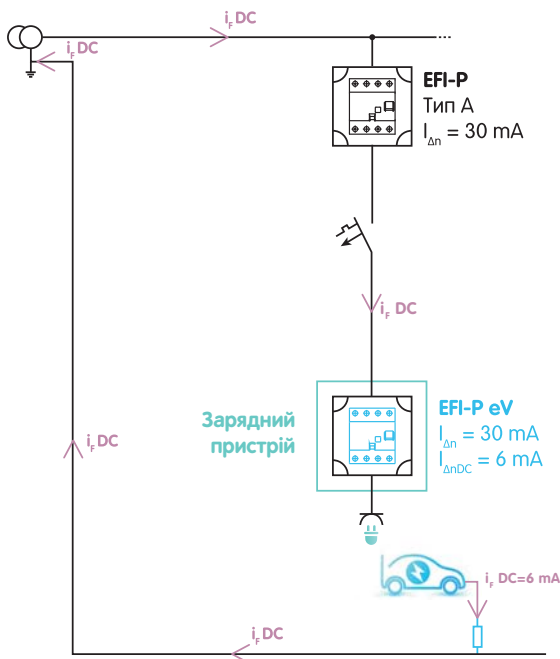 i_F DC
i_F DC
EFI-P
Тип A
I_Δn = 30 mA
i_F DC
Зарядний
пристрій
EFI-P eV
I_Δn = 30 mA
I_ΔnDC = 6 mA
i_F DC
i_F DC=6 mA
i_F DC